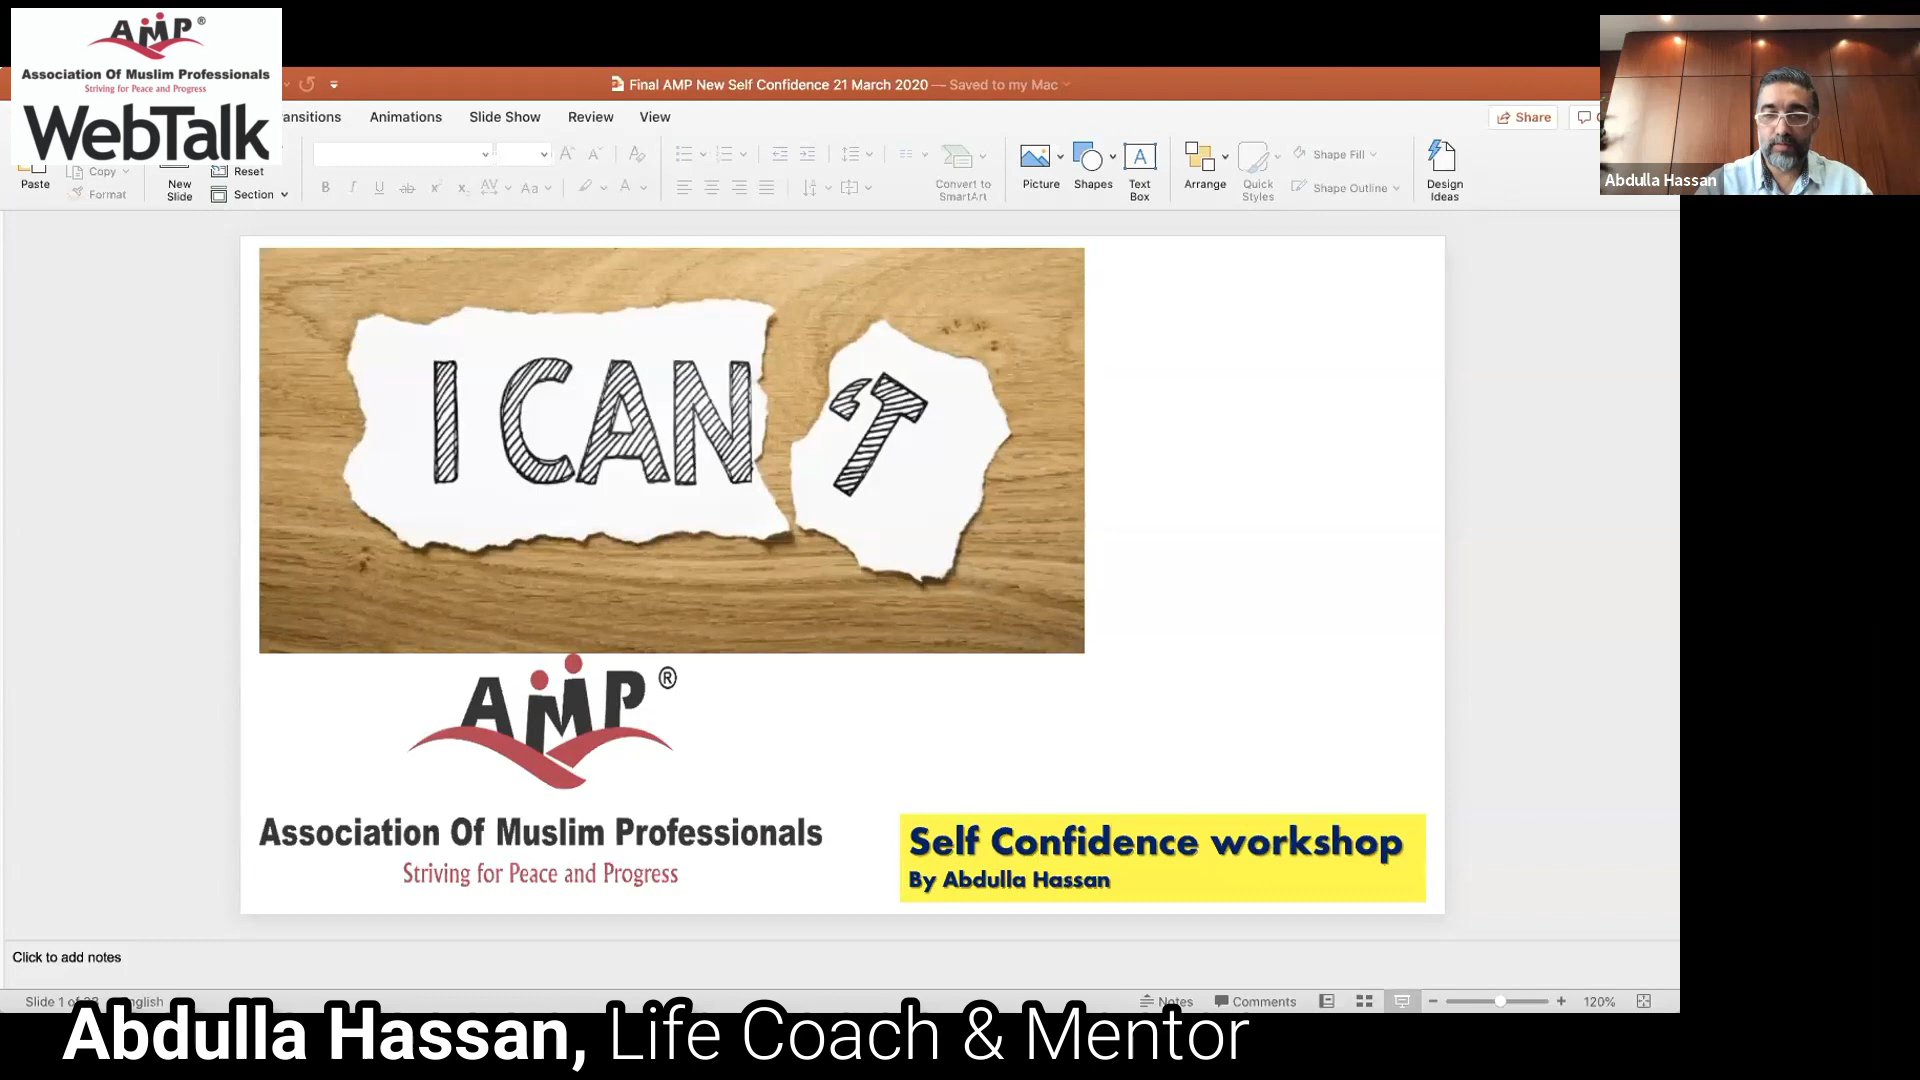 AMP®
Association Of Muslim Professionals
Striving for Peace and Progress
WebTalk
Final AMP New Self Confidence 21 March 2020 — Saved to my Mac
Animations Slide Show Review View
Share
Paste
Copy
Format
New
Slide
Reset
Section
Convert to
SmartArt
Picture
Shapes
Text
Box
Arrange
Quick
Styles
Shape Fill
Shape Outline
Design
Ideas
Abdulla Hassan
I CAN 'T
AMP®
Association Of Muslim Professionals
Striving for Peace and Progress
Self Confidence workshop
By Abdulla Hassan
Click to add notes
Slide 1 of
Notes
Comments
120%
Abdulla Hassan, Life Coach & Mentor